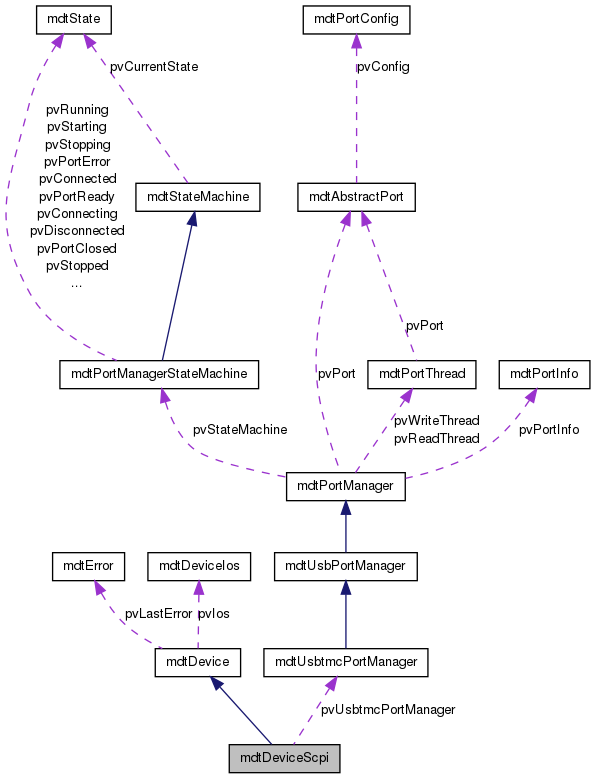 mdtState
mdtPortConfig
pvCurrentState
pvConfig
pvRunning
pvStarting
pvStopping
pvPortError
pvConnected
pvPortReady
pvConnecting
pvDisconnected
pvPortClosed
pvStopped
...
mdtStateMachine
mdtAbstractPort
pvPort
pvPort
mdtPortManagerStateMachine
mdtPortThread
mdtPortInfo
pvStateMachine
pvWriteThread
pvReadThread
pvPortInfo
mdtPortManager
mdtError
mdtDeviceIos
mdtUsbPortManager
pvLastError
pvIos
mdtDevice
mdtUsbtmcPortManager
pvUsbtmcPortManager
mdtDeviceScpi